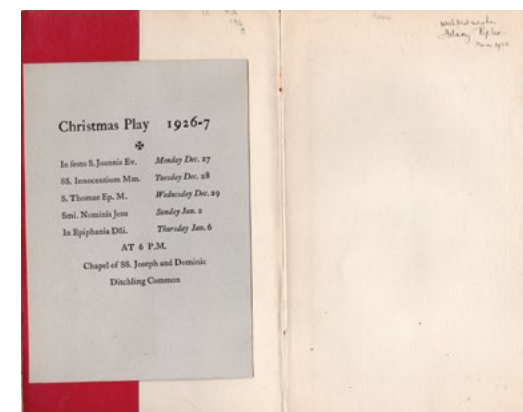 Christmas Play 1926-7
✠
In festo S. Joannis Ev. Monday Dec. 27
SS. Innocentium Mm. Tuesday Dec. 28
S. Thomae Ep. M. Wednesday Dec. 29
Smi. Nominis Jesu Sunday Jan. 2
In Epiphania Dñi. Thursday Jan. 6
AT 6 P.M.
Chapel of SS. Joseph and Dominic
Ditchling Common